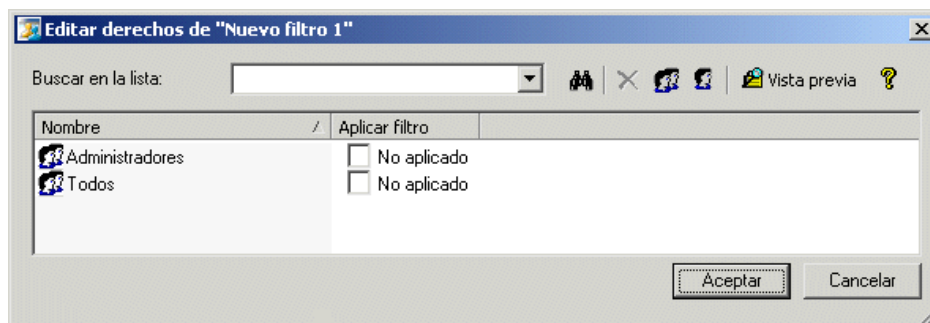 Editar derechos de "Nuevo filtro 1"
Buscar en la lista:
Vista previa
Nombre Aplicar filtro
Administradores No aplicado
Todos No aplicado
Aceptar Cancelar